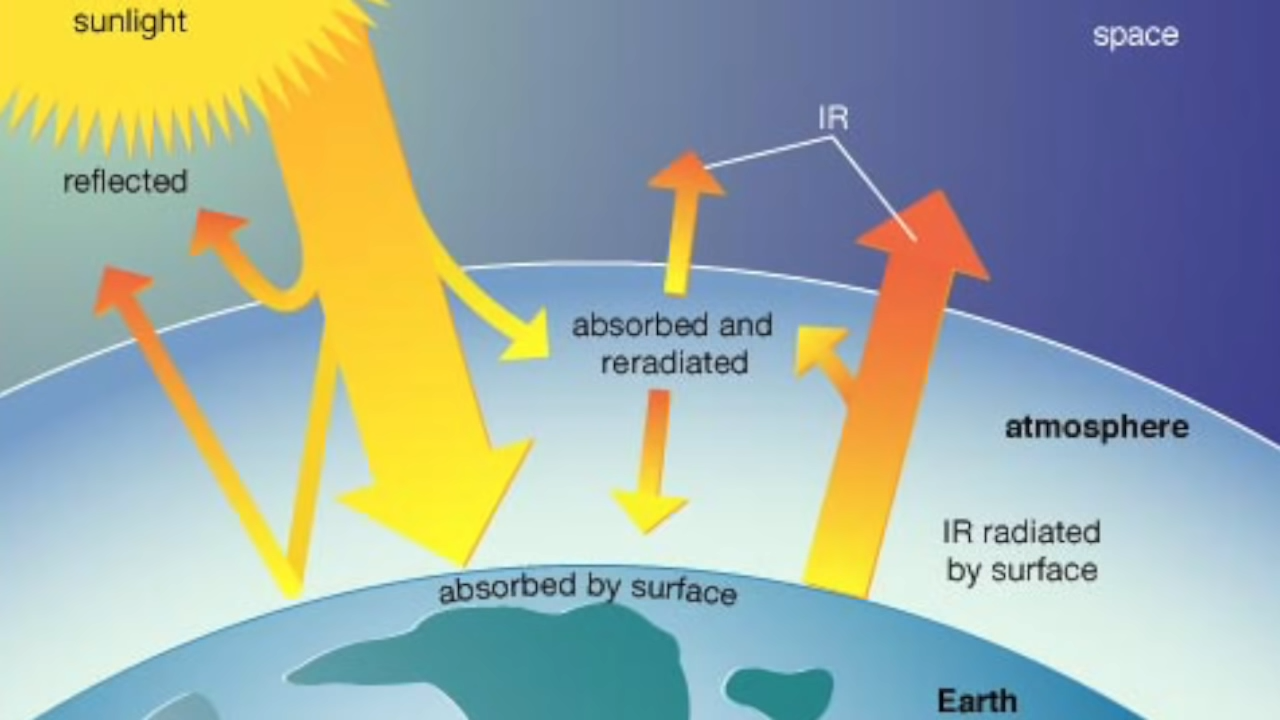 sunlight
space
IR
reflected
absorbed and
reradiated
atmosphere
IR radiated
by surface
absorbed by surface
Earth